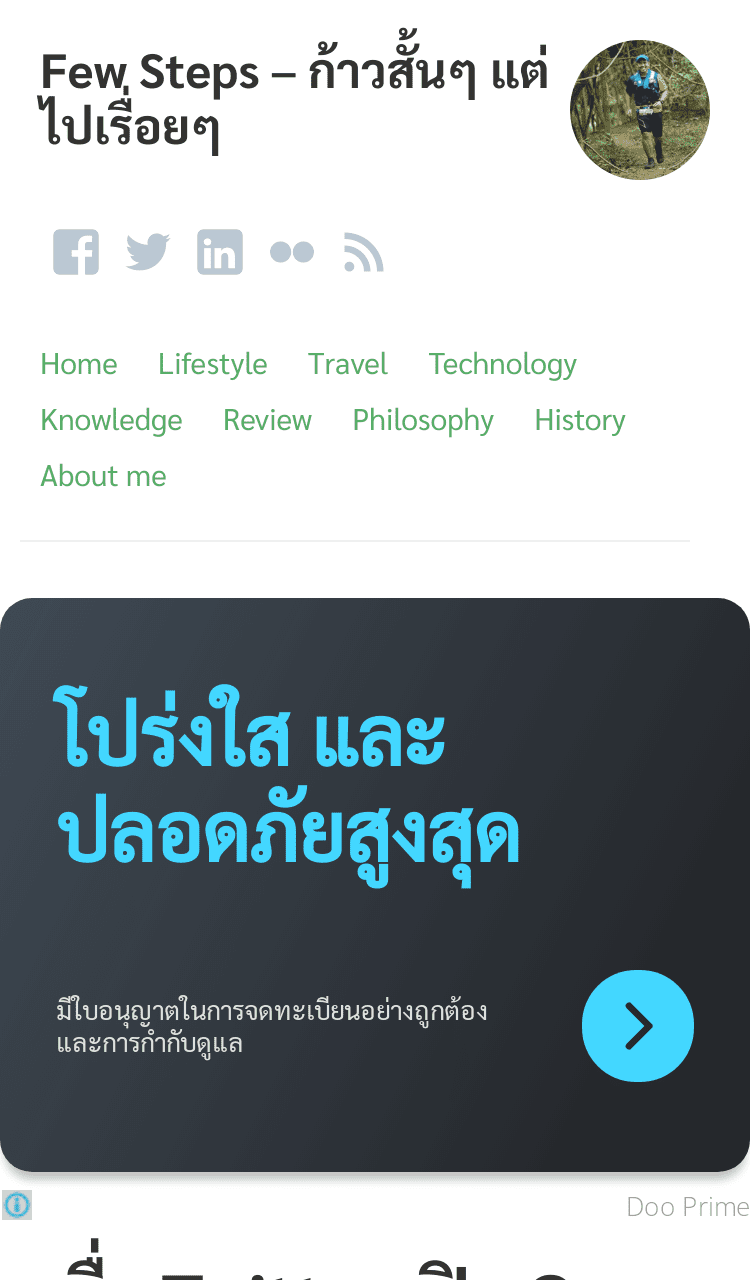 Few Steps – ก้าวสั้นๆ แต่
ไปเรื่อยๆ
Home Lifestyle Travel Technology
Knowledge Review Philosophy History
About me
โปร่งใส และ
ปลอดภัยสูงสุด
มีใบอนุญาตในการจดทะเบียนอย่างถูกต้อง
และการกำกับดูแล
Doo Prime